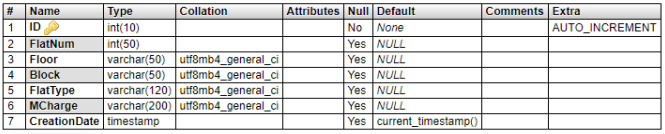 # Name Type Collation Attributes Null Default Comments Extra
1 ID int(10) No None AUTO_INCREMENT
2 FlatNum int(50) Yes NULL
3 Floor varchar(50) utf8mb4_general_ci Yes NULL
4 Block varchar(50) utf8mb4_general_ci Yes NULL
5 FlatType varchar(120) utf8mb4_general_ci Yes NULL
6 MCharge varchar(200) utf8mb4_general_ci Yes NULL
7 CreationDate timestamp Yes current_timestamp()